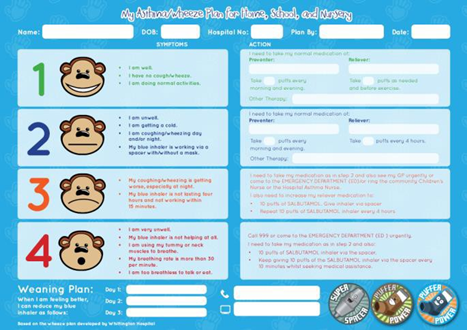 My Asthma/wheeze Plan for Home, School, and Nursery
Name: DOB: Hospital No: Plan By: Date:
SYMPTOMS
ACTION
1
I am well.
I have no cough/wheeze.
I am doing normal activities.
I need to take my normal medication of:
Preventer: Reliever:
Take puffs every
morning and evening.
Take puffs as needed
and before exercise.
Other Therapy:
2
I am unwell.
I am getting a cold.
I am coughing/wheezing day
and/or night.
My blue inhaler is working via a
spacer with/without a mask.
I need to take my normal medication of:
Preventer: Reliever:
Take puffs every
morning and evening.
Take puffs every 4 hours.
Other Therapy:
3
My coughing/wheezing is getting
worse, especially at night.
My blue inhaler is not lasting four
hours and not working within
15 minutes.
I need to take my medication as in step 2 and also see my GP urgently or
come to the EMERGENCY DEPARTMENT (ED)/or ring the community Children's
Nurse or the Hospital Asthma Nurse.
I also need to increase my reliever medication to:
10 puffs of SALBUTAMOL inhaler via spacer
Repeat 10 puffs of SALBUTAMOL inhaler every 4 hours.
4
I am very unwell.
My blue inhaler is not helping at all.
I am using my tummy or neck
muscles to breathe.
My breathing rate is more than 30
per minute.
I am too breathless to talk or eat.
Call 999 or come to the EMERGENCY DEPARTMENT (ED) urgently.
I need to take my medication as in step 2 and also:
10 puffs of SALBUTAMOL inhaler via spacer.
Keep giving 10 puffs of the SALBUTAMOL inhaler via the spacer every
15 minutes whilst seeking medical assistance.
Weaning Plan:
When I am feeling better,
I can reduce my blue
inhaler as follows:
Day 1:
Day 2:
Day 3:
SUPER
SPACER
PUFFER
POWER
PUFFER
POWER
Based on the wheeze plan developed by Whittington Hospital